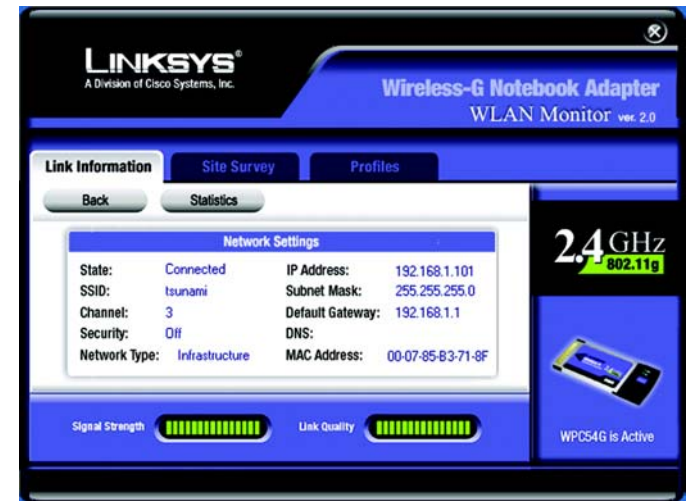 LINKSYS®
A Division of Cisco Systems, Inc.
Wireless-G Notebook Adapter
WLAN Monitor ver. 2.0
Link Information Site Survey Profiles
Back Statistics
Network Settings
State: Connected IP Address: 192.168.1.101
SSID: tsunami Subnet Mask: 255.255.255.0
Channel: 3 Default Gateway: 192.168.1.1
Security: Off DNS:
Network Type: Infrastructure MAC Address: 00-07-85-B3-71-8F
2.4 GHz
802.11g
Signal Strength Link Quality
WPC54G is Active